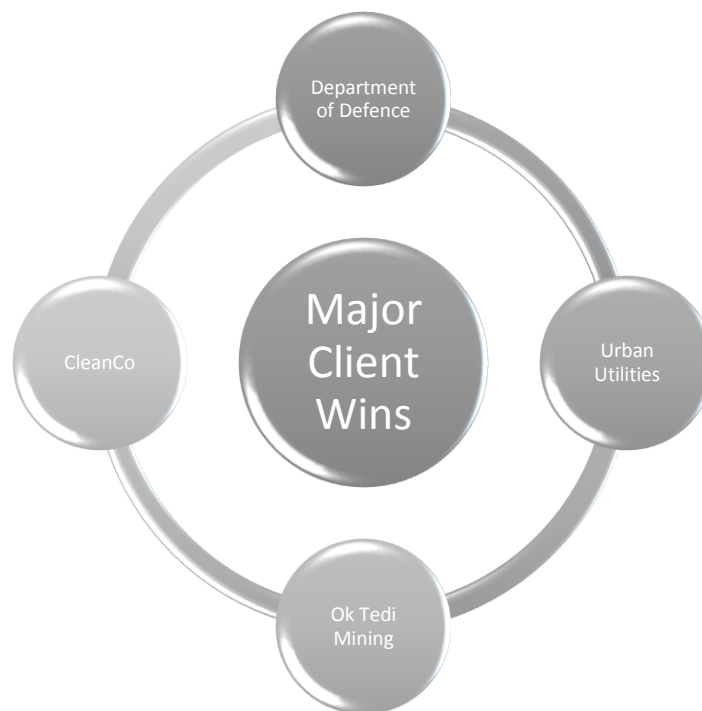 Department
of Defence
Major
Client
Wins
CleanCo
Urban
Utilities
Ok Tedi
Mining